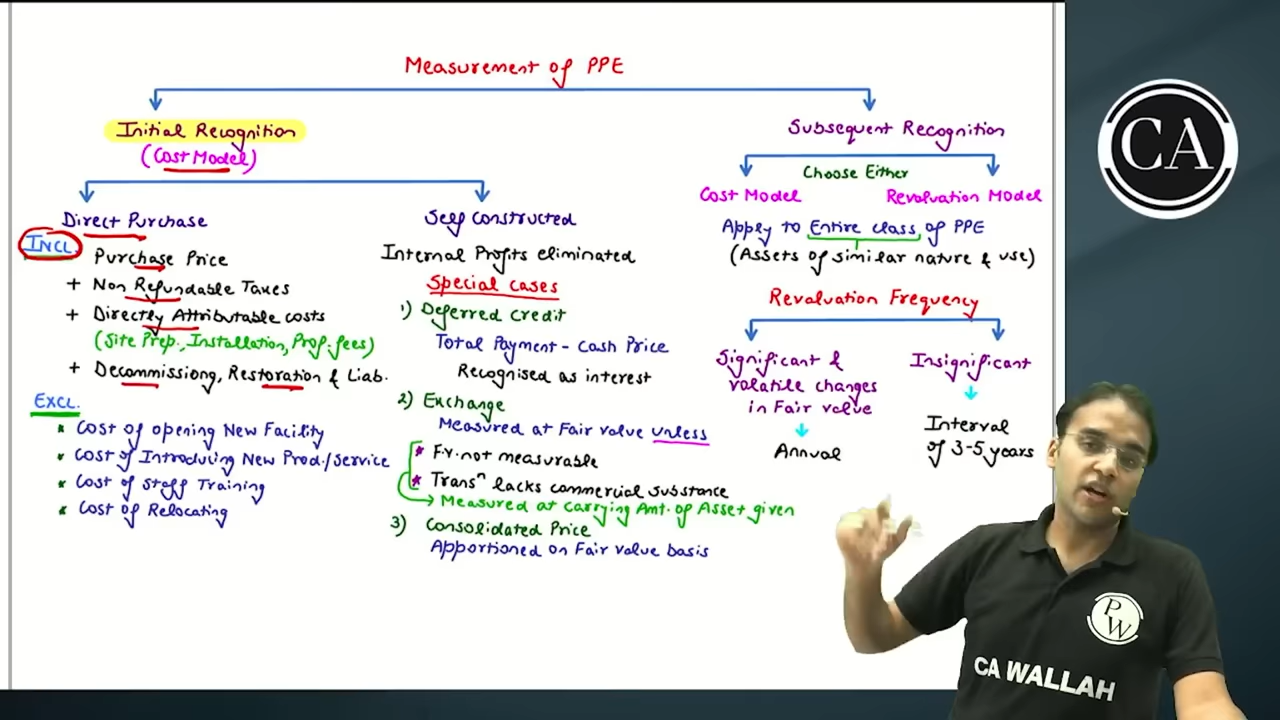 Measurement of PPE
Initial Recognition
(Cost Model)
Direct Purchase
INCL.
Purchase Price
+ Non Refundable Taxes
+ Directly Attributable costs
(Site Prep., Installation, Prof. fees)
+ Decommissiong, Restoration & Liab.
EXCL.
* Cost of opening New Facility
* Cost of Introducing New Prod./Service
* Cost of Staff Training
* Cost of Relocating
Self Constructed
Internal Profits eliminated
Special cases
1) Deferred credit
Total Payment - Cash Price
Recognised as interest
2) Exchange
Measured at Fair value unless
* F.v. not measurable
* Transⁿ lacks commercial substance
→ Measured at Carrying Amt. of Asset given
3) Consolidated Price
Apportioned on Fair value basis
Subsequent Recognition
Choose Either
Cost Model
Revaluation Model
Apply to Entire class of PPE
(Assets of similar nature & use)
Revaluation Frequency
Significant &
volatile changes
in Fair value
Annual
Insignificant
Interval
of 3-5 years
CA
PW
CA WALLAH